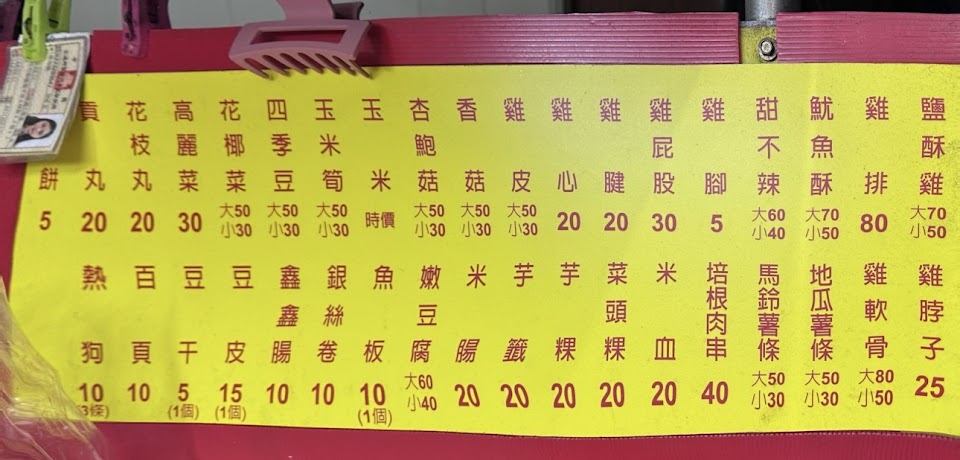 鹽酥雞 大70 小50
雞排 80
魷魚酥 大70 小50
甜不辣 大60 小40
雞腳 5
雞屁股 30
雞腱 20
雞心 20
雞皮 大50 小30
香菇 大50 小30
杏鮑菇 大50 小30
玉米 時價
玉米筍 大50 小30
四季豆 大50 小30
花椰菜 大50 小30
高麗菜 30
花枝丸 20
貢丸 20
餅 5
雞脖子 25
雞軟骨 大80 小50
地瓜薯條 大50 小30
馬鈴薯條 大50 小30
培根肉串 40
米血 20
菜頭粿 20
芋粿 20
芋籤 20
米腸 20
嫩豆腐 大60 小40
魚板 10 (1個)
銀絲卷 10
鑫鑫腸 10
豆皮 15 (1個)
豆干 5 (1個)
百頁 10
熱狗 10 (3條)